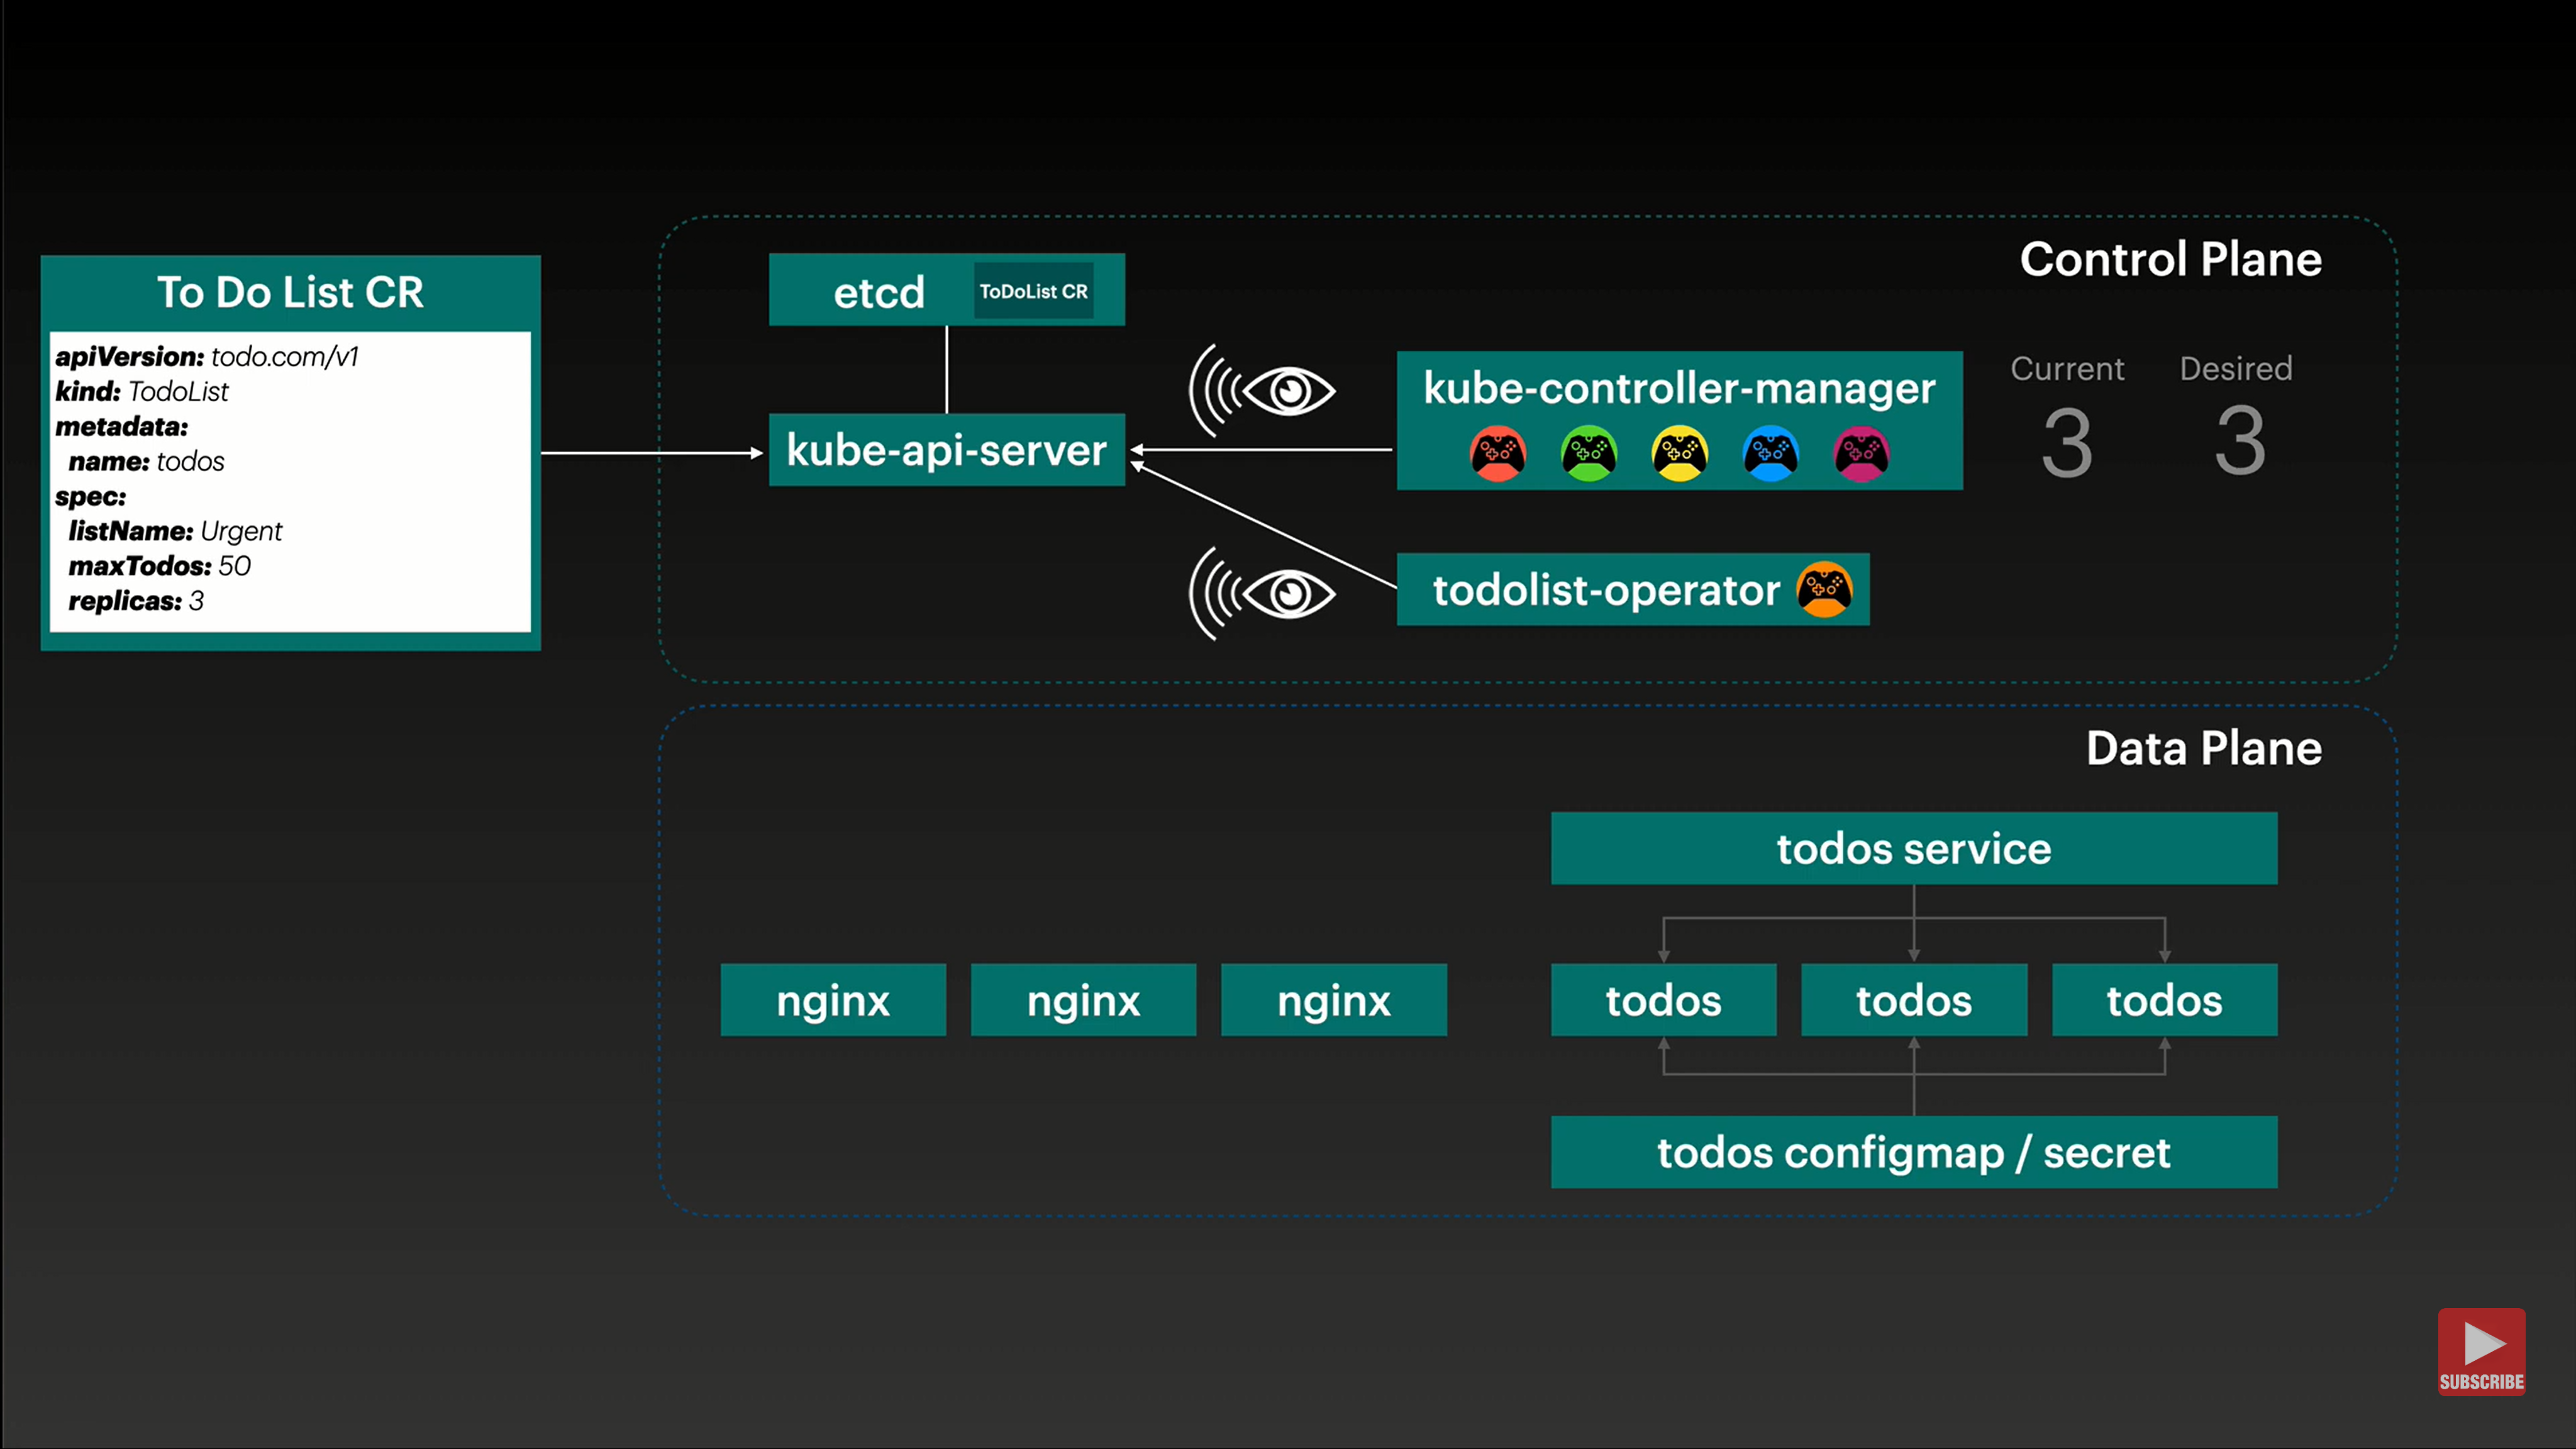 To Do List CR
apiVersion: todo.com/v1
kind: TodoList
metadata:
name: todos
spec:
listName: Urgent
maxTodos: 50
replicas: 3
Control Plane
etcd
ToDoList CR
kube-api-server
kube-controller-manager
Current
Desired
3
3
todolist-operator
Data Plane
todos service
nginx
nginx
nginx
todos
todos
todos
todos configmap / secret
SUBSCRIBE